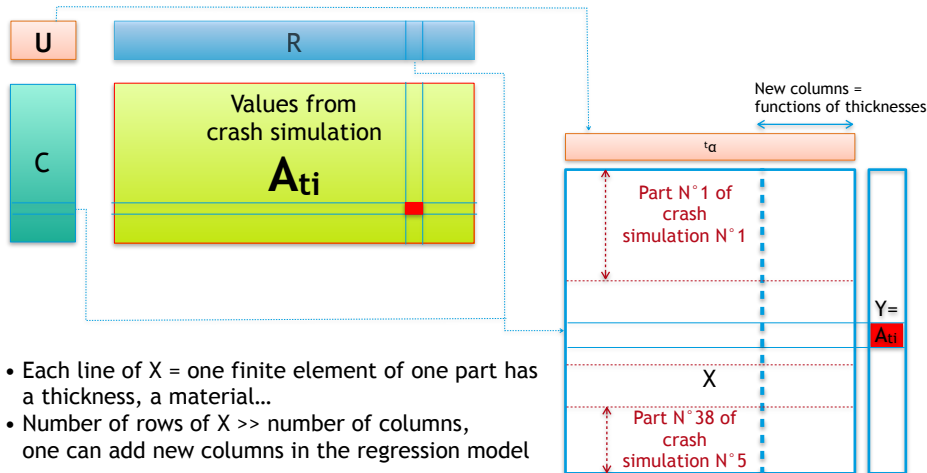 U
R
Values from
crash simulation
Ati
C
New columns =
functions of thicknesses
ᵗα
Part N°1 of
crash
simulation N°1
Y=
Ati
X
Part N°38 of
crash
simulation N°5
• Each line of X = one finite element of one part has
a thickness, a material…
• Number of rows of X >> number of columns,
one can add new columns in the regression model